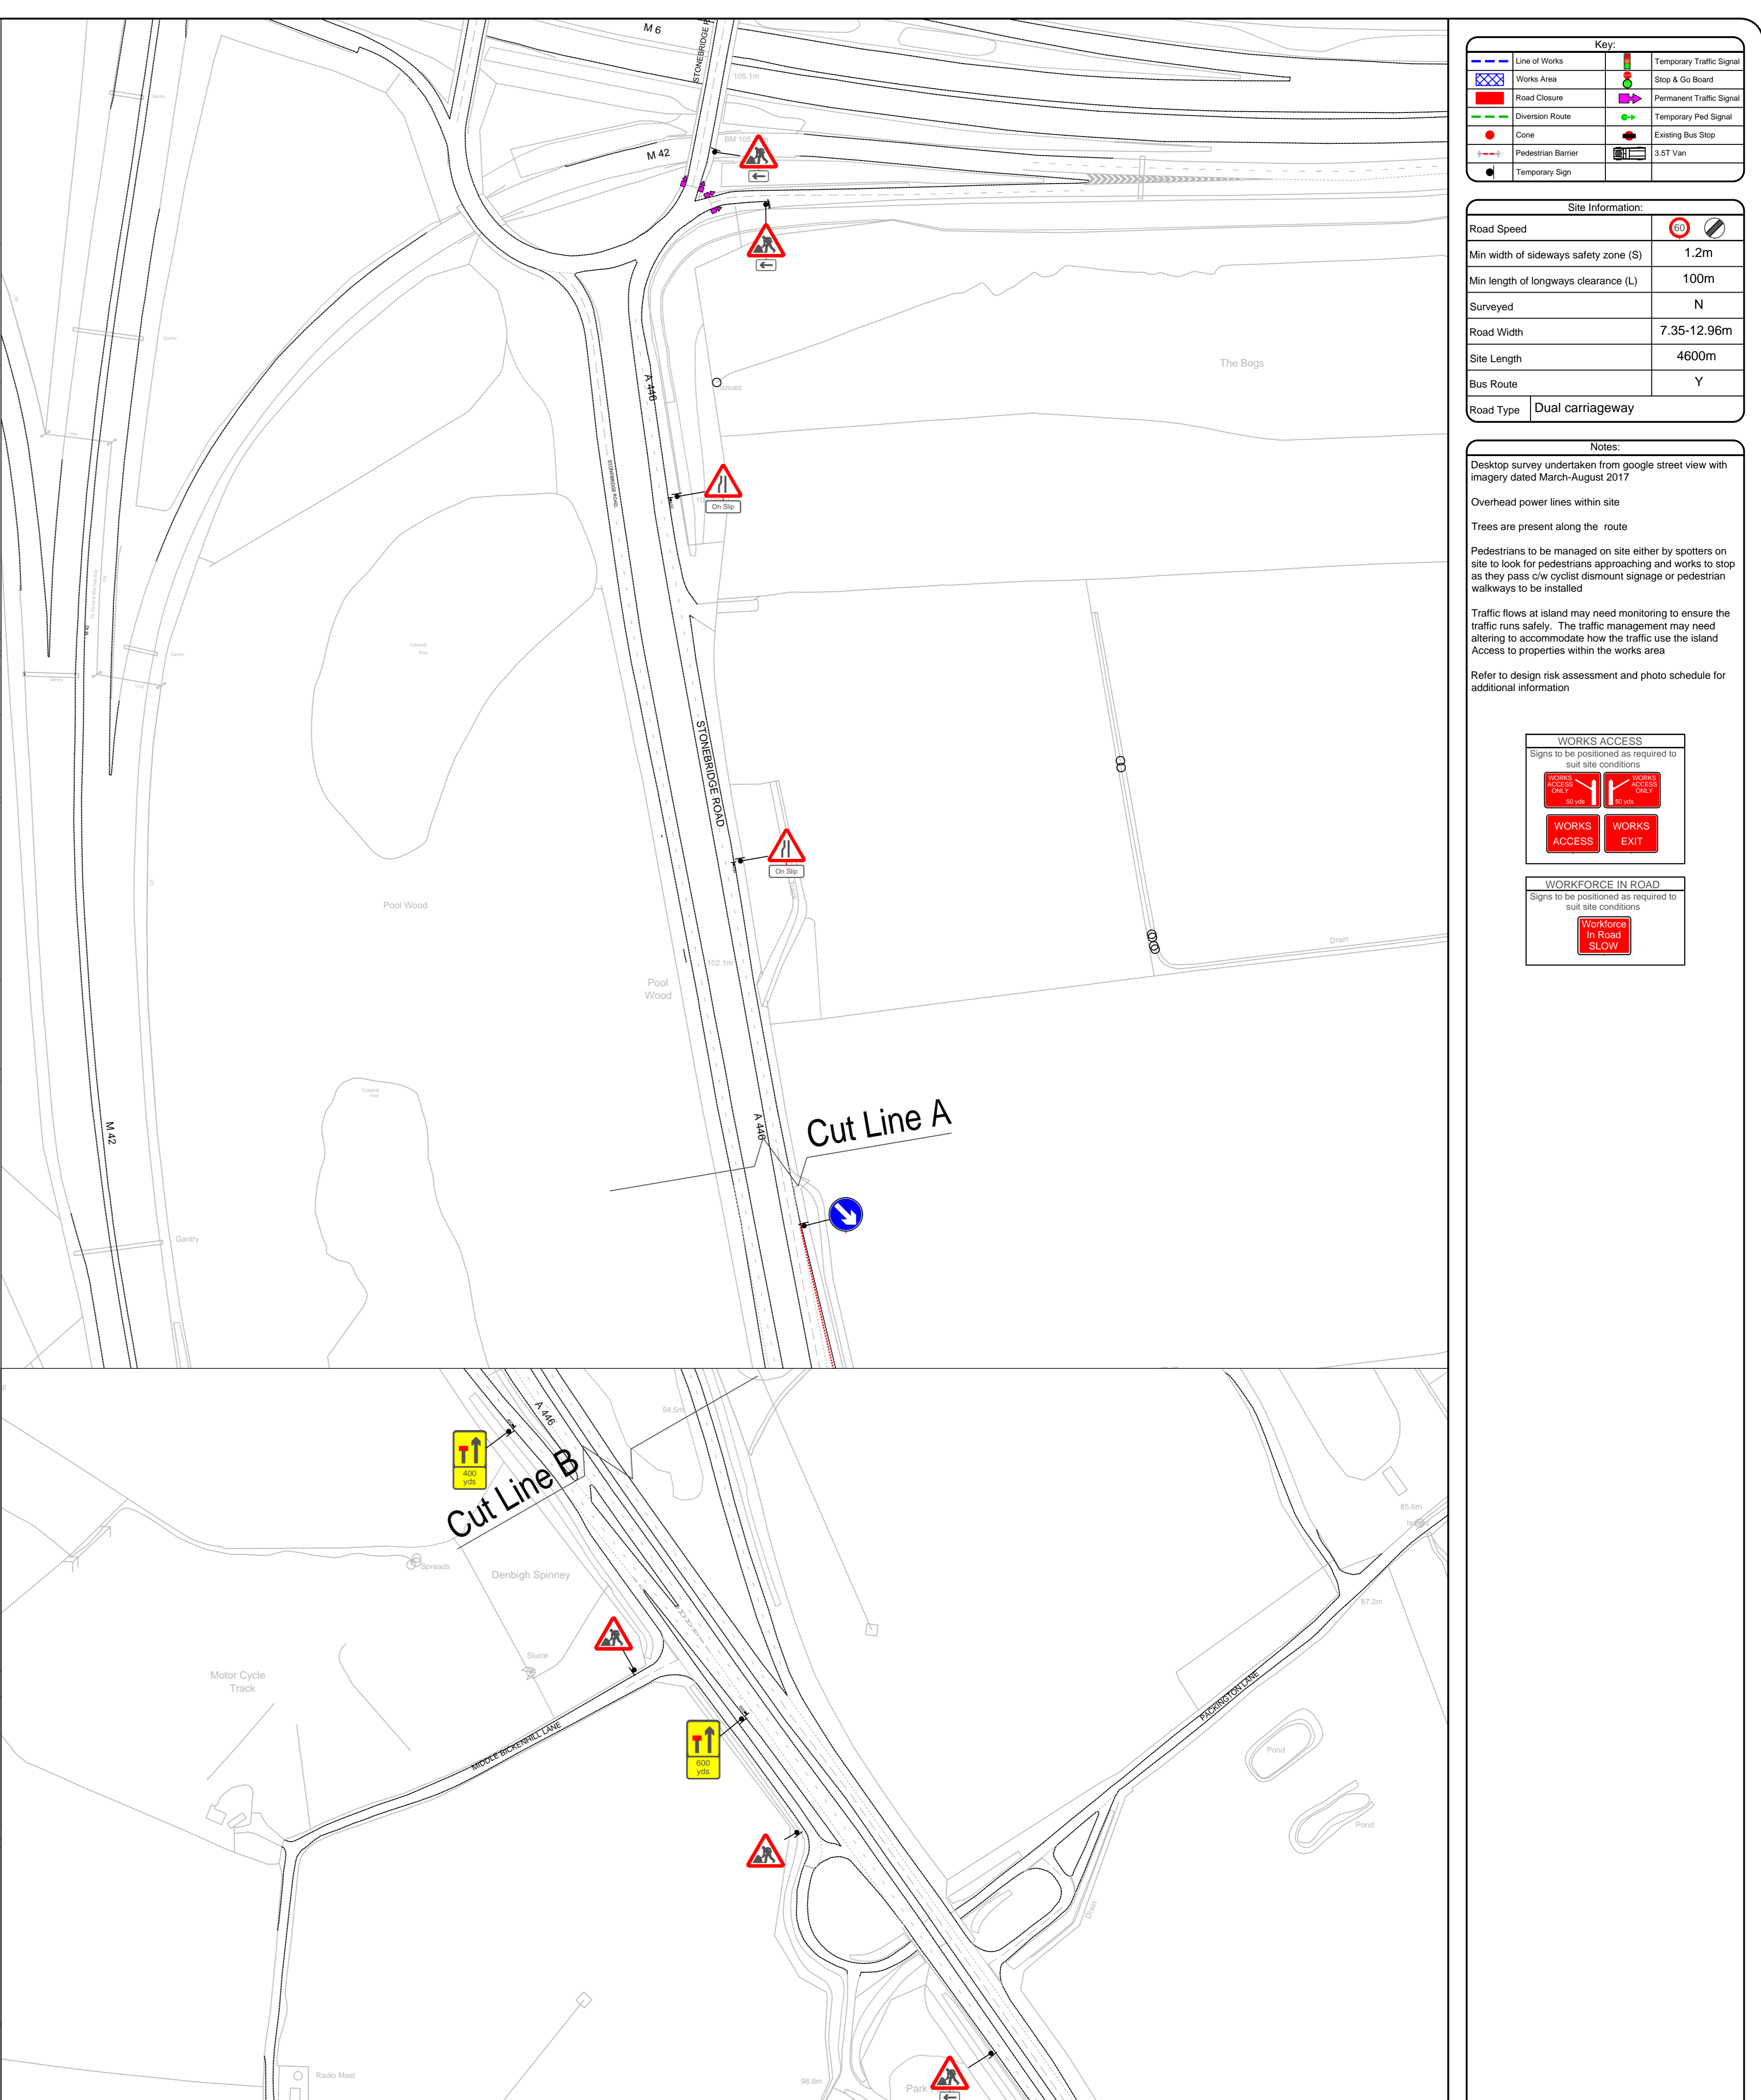 M 6
STONEBRIDGE R
105.1m
Gantry
M 42
BM 105
Gantry
The Bogs
A 446
Issues
STONEBRIDGE ROAD
On Slip
Gantry
Gantry
Coleshill
Pool
STONEBRIDGE ROAD
On Slip
Track
Pool Wood
Drain
102.1m
Pool
Wood
Coleshill
Pool
M 42
A 446
Cut Line A
Gantry
A 446
94.5m
400
yds
Cut Line B
85.6m
Issues
Spreads
Denbigh Spinney
87.2m
Sluice
Motor Cycle
Track
PACKINGTON LANE
MIDDLE BICKENHILL LANE
Pond
600
yds
Pond
Drain
Radio Mast
98.8m
Park
Key:
Line of Works
Temporary Traffic Signal
Works Area
Stop & Go Board
Road Closure
Permanent Traffic Signal
Diversion Route
Temporary Ped Signal
Cone
Existing Bus Stop
Pedestrian Barrier
3.5T Van
Temporary Sign
Site Information:
Road Speed
60
Min width of sideways safety zone (S)
1.2m
Min length of longways clearance (L)
100m
Surveyed
N
Road Width
7.35-12.96m
Site Length
4600m
Bus Route
Y
Road Type
Dual carriageway
Notes:
Desktop survey undertaken from google street view with
imagery dated March-August 2017
Overhead power lines within site
Trees are present along the route
Pedestrians to be managed on site either by spotters on
site to look for pedestrians approaching and works to stop
as they pass c/w cyclist dismount signage or pedestrian
walkways to be installed
Traffic flows at island may need monitoring to ensure the
traffic runs safely. The traffic management may need
altering to accommodate how the traffic use the island
Access to properties within the works area
Refer to design risk assessment and photo schedule for
additional information
WORKS ACCESS
Signs to be positioned as required to
suit site conditions
WORKS
ACCESS
ONLY
50 yds
WORKS
ACCESS
ONLY
50 yds
WORKS
ACCESS
WORKS
EXIT
WORKFORCE IN ROAD
Signs to be positioned as required to
suit site conditions
Workforce
In Road
SLOW